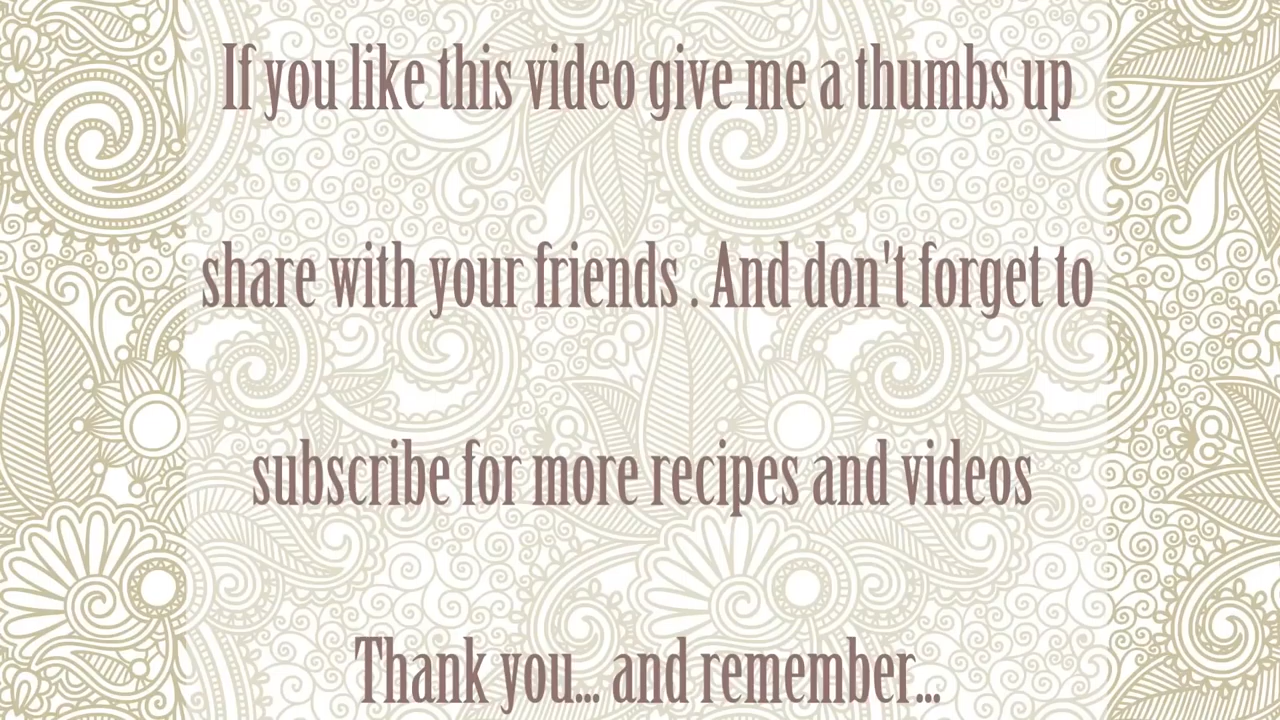 If you like this video give me a thumbs up
share with your friends . And don't forget to
subscribe for more recipes and videos
Thank you... and remember...